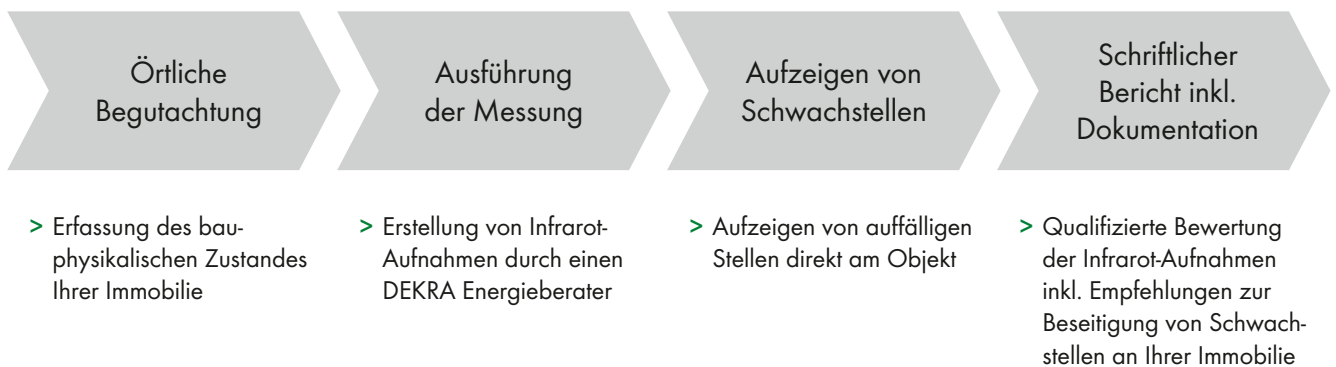 Örtliche
Begutachtung
Ausführung
der Messung
Aufzeigen von
Schwachstellen
Schriftlicher
Bericht inkl.
Dokumentation
> Erfassung des bau-
physikalischen Zustandes
Ihrer Immobilie
> Erstellung von Infrarot-
Aufnahmen durch einen
DEKRA Energieberater
> Aufzeigen von auffälligen
Stellen direkt am Objekt
> Qualifizierte Bewertung
der Infrarot-Aufnahmen
inkl. Empfehlungen zur
Beseitigung von Schwach-
stellen an Ihrer Immobilie